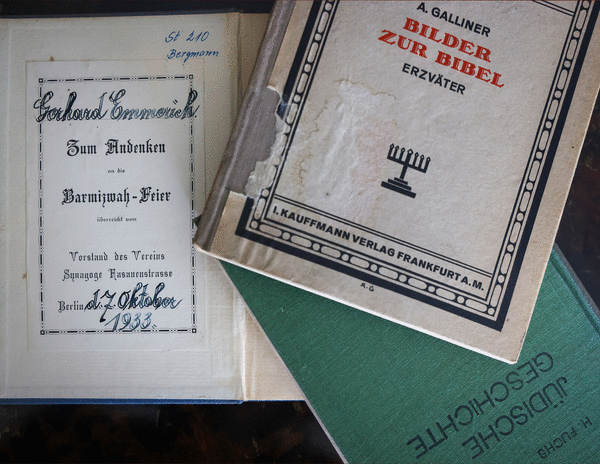 St 210
Bergmann
Gerhard Emmerich
Zum Andenken
an die
Barmizwah-Feier
überreicht vom
Vorstand des Vereins
Synagoge Fasanenstrasse
Berlin, d. 7 Oktober
1933.
A. GALLINER
BILDER
ZUR BIBEL
ERZVÄTER
I. KAUFFMANN VERLAG FRANKFURT A. M.
R.G
H. FUCHS
JÜDISCHE
GESCHICHTE